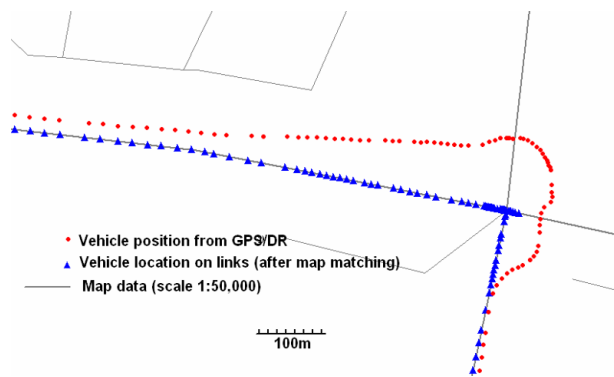 Vehicle position from GPS/DR
Vehicle location on links (after map matching)
Map data (scale 1:50,000)
100m